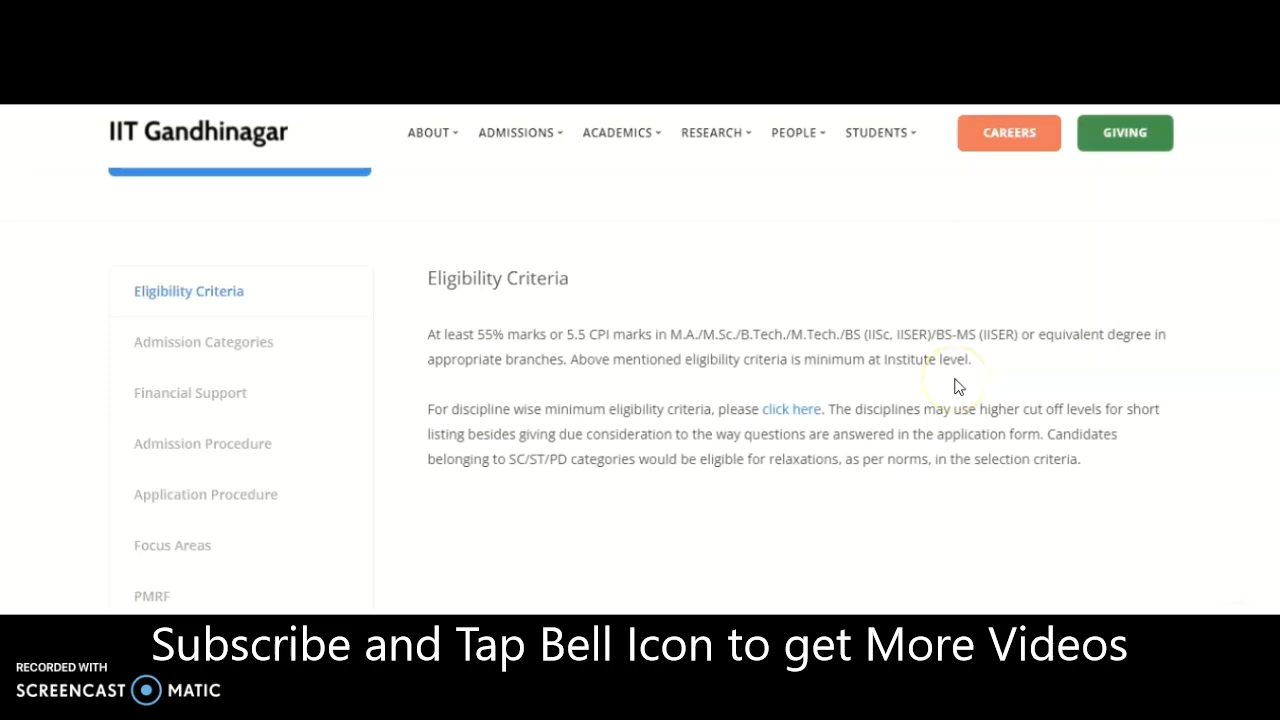 IIT Gandhinagar
ABOUT ADMISSIONS ACADEMICS RESEARCH PEOPLE STUDENTS CAREERS GIVING
Eligibility Criteria
Admission Categories
Financial Support
Admission Procedure
Application Procedure
Focus Areas
PMRF
Eligibility Criteria
At least 55% marks or 5.5 CPI marks in M.A./M.Sc./B.Tech./M.Tech./BS (IISc, IISER)/BS-MS (IISER) or equivalent degree in
appropriate branches. Above mentioned eligibility criteria is minimum at Institute level.
For discipline wise minimum eligibility criteria, please click here. The disciplines may use higher cut off levels for short
listing besides giving due consideration to the way questions are answered in the application form. Candidates
belonging to SC/ST/PD categories would be eligible for relaxations, as per norms, in the selection criteria.
Subscribe and Tap Bell Icon to get More Videos
RECORDED WITH
SCREENCAST MATIC